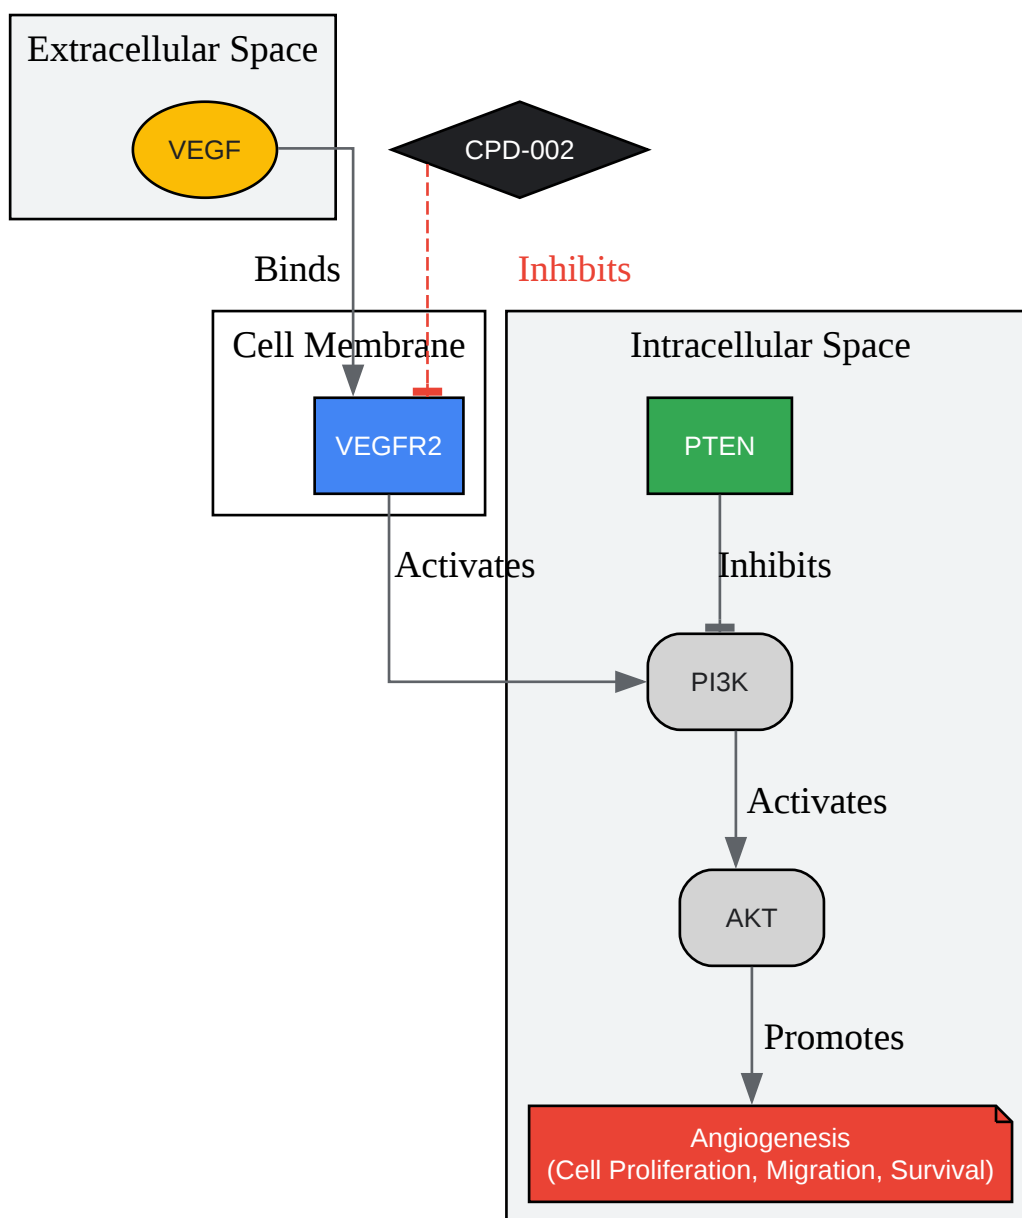 Extracellular Space
VEGF
CPD-002
Binds
Inhibits
Cell Membrane
Intracellular Space
VEGFR2
PTEN
Activates
Inhibits
PI3K
Activates
AKT
Promotes
Angiogenesis
(Cell Proliferation, Migration, Survival)